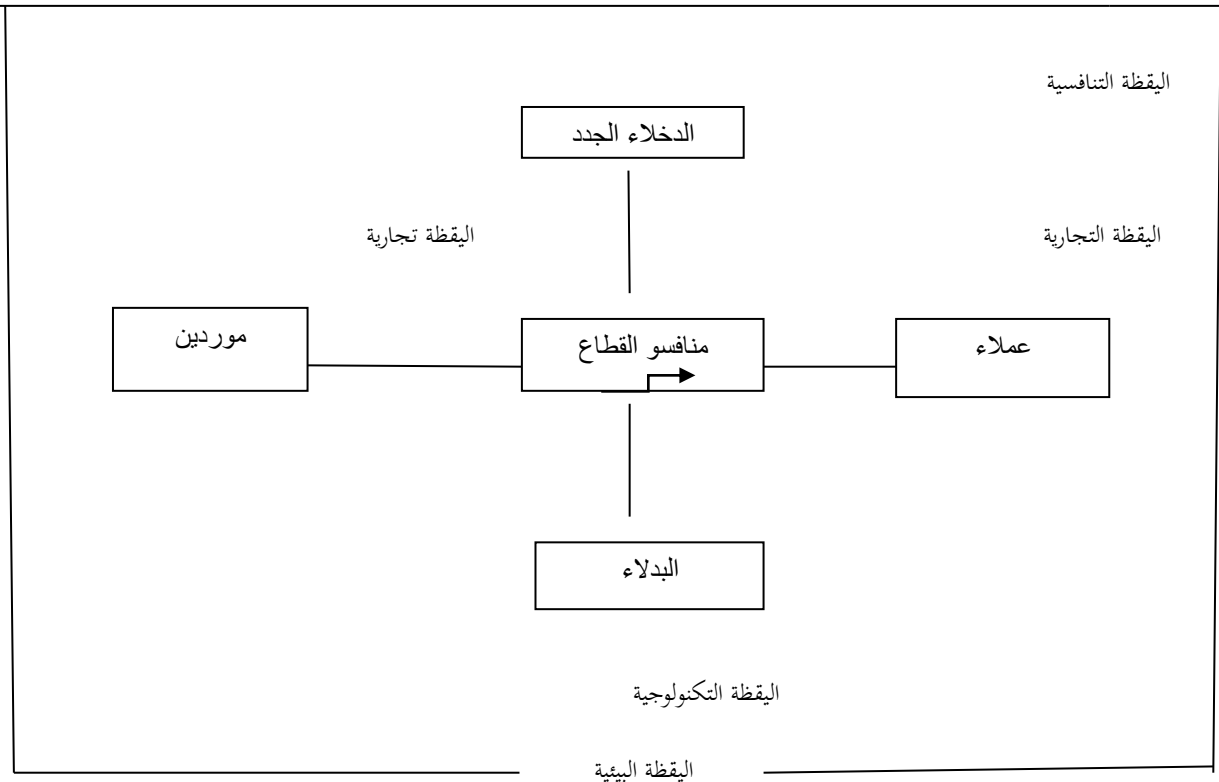 اليقظة التنافسية
الدخلاء الجدد
اليقظة التجارية
اليقظة تجارية
عملاء
منافسو القطاع
موردين
البدلاء
اليقظة التكنولوجية
اليقظة البيئية